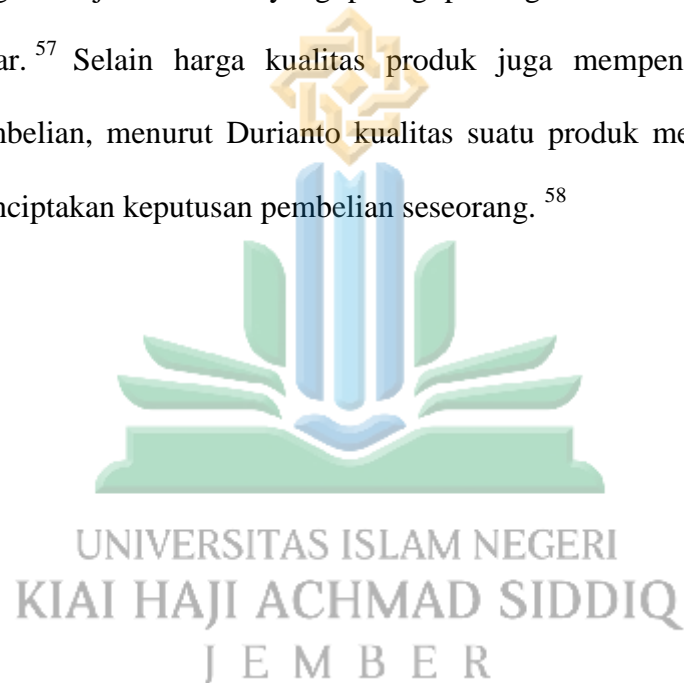 ar. 57 Selain harga kualitas produk juga mempen
mbelian, menurut Durianto kualitas suatu produk me
nciptakan keputusan pembelian seseorang. 58
UNIVERSITAS ISLAM NEGERI
KIAI HAJI ACHMAD SIDDIQ
JEMBER